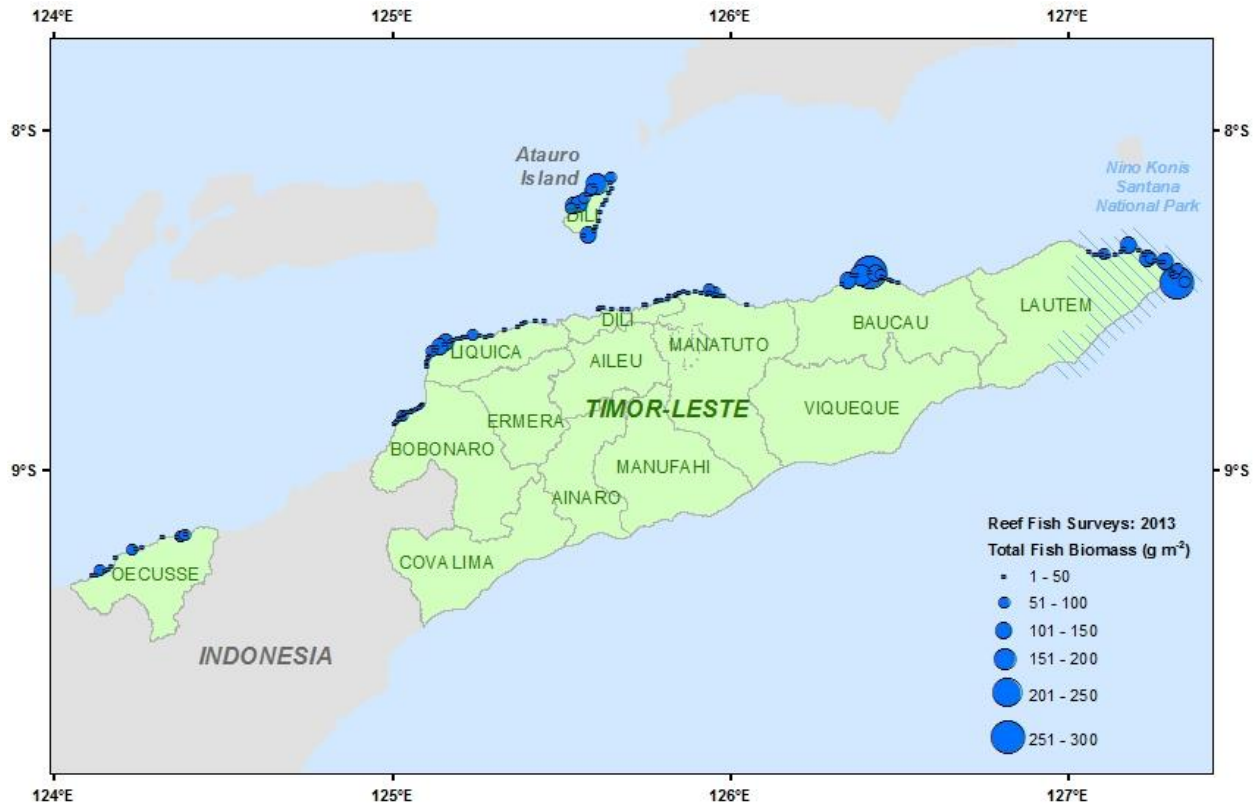 124°E 125°E 126°E 127°E
8°S 8°S
Atauro
Island
Nino Konis
Santana
National Park
DILI
LAUTEM
DILI
BAUCAU
LIQUICA
MANATUTO
AILEU
TIMOR-LESTE
VIQUEQUE
ERMERA
BOBONARO
9°S 9°S
MANUFAHI
AINARO
COVALIMA
OECUSSE
INDONESIA
Reef Fish Surveys: 2013
Total Fish Biomass (g m⁻²)
1 - 50
51 - 100
101 - 150
151 - 200
201 - 250
251 - 300
124°E 125°E 126°E 127°E